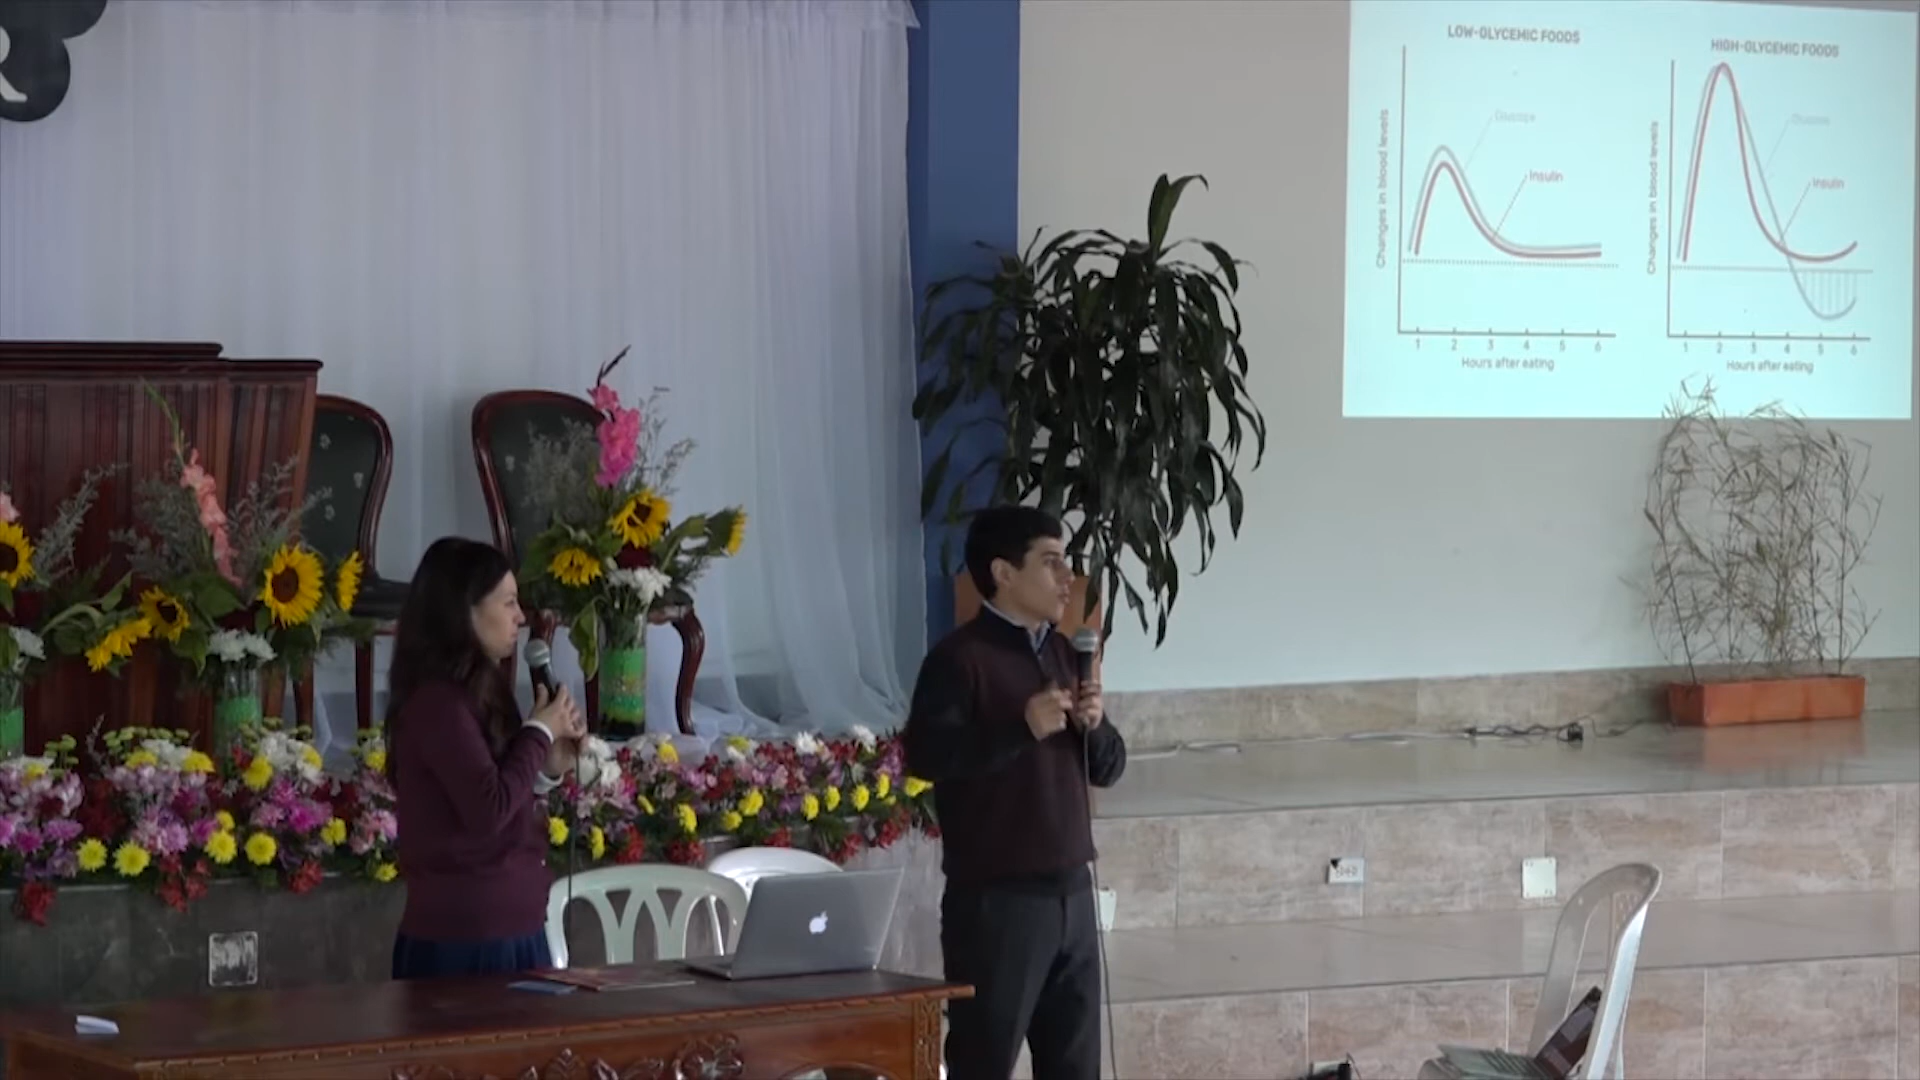 R
LOW-GLYCEMIC FOODS
Changes in blood levels
Glucose
Insulin
1 2 3 4 5 6
Hours after eating
HIGH-GLYCEMIC FOODS
Changes in blood levels
Glucose
Insulin
1 2 3 4 5 6
Hours after eating